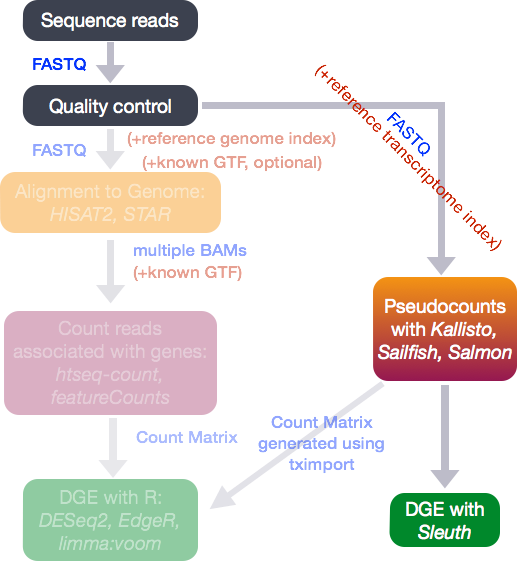 Sequence reads
FASTQ
Quality control
FASTQ
(+reference genome index)
(+known GTF, optional)
FASTQ
(+reference transcriptome index)
Alignment to Genome:
HISAT2, STAR
multiple BAMs
(+known GTF)
Pseudocounts
with Kallisto,
Sailfish, Salmon
Count reads
associated with genes:
htseq-count,
featureCounts
Count Matrix
Count Matrix
generated using
tximport
DGE with R:
DESeq2, EdgeR,
limma:voom
DGE with
Sleuth